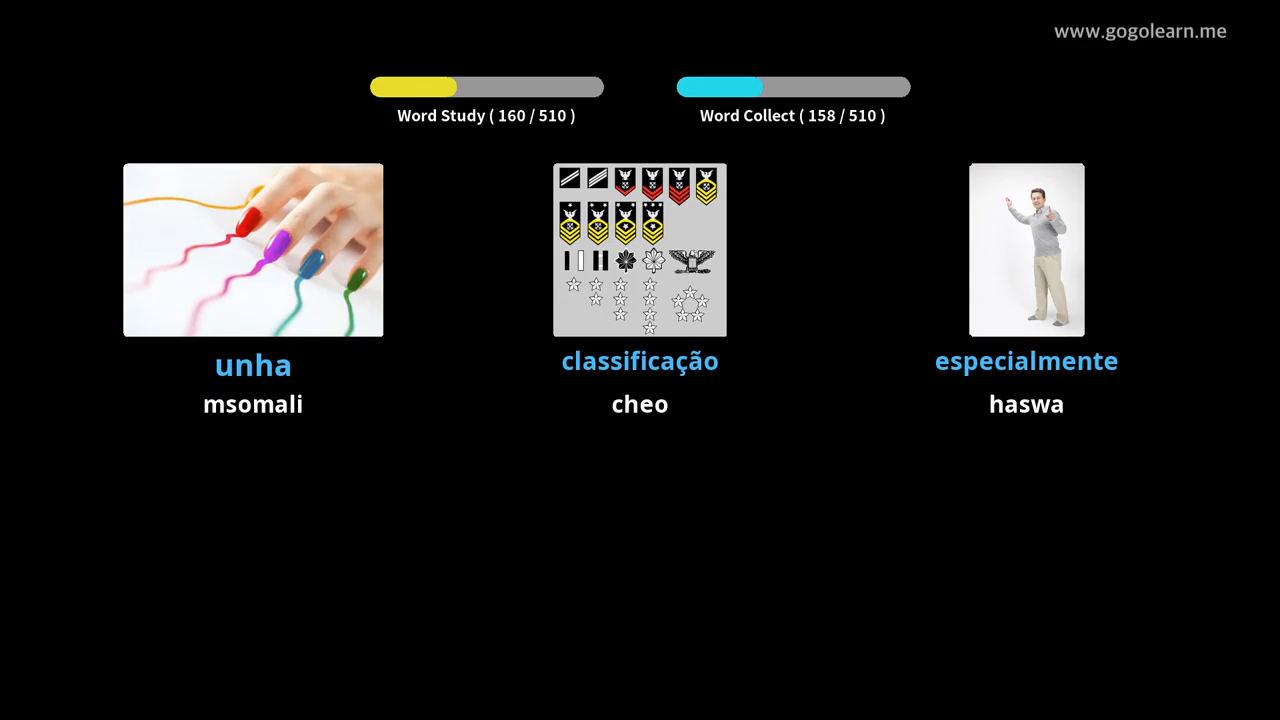 www.gogolearn.me
Word Study ( 160 / 510 )
Word Collect ( 158 / 510 )
unha
classificação
especialmente
msomali
cheo
haswa